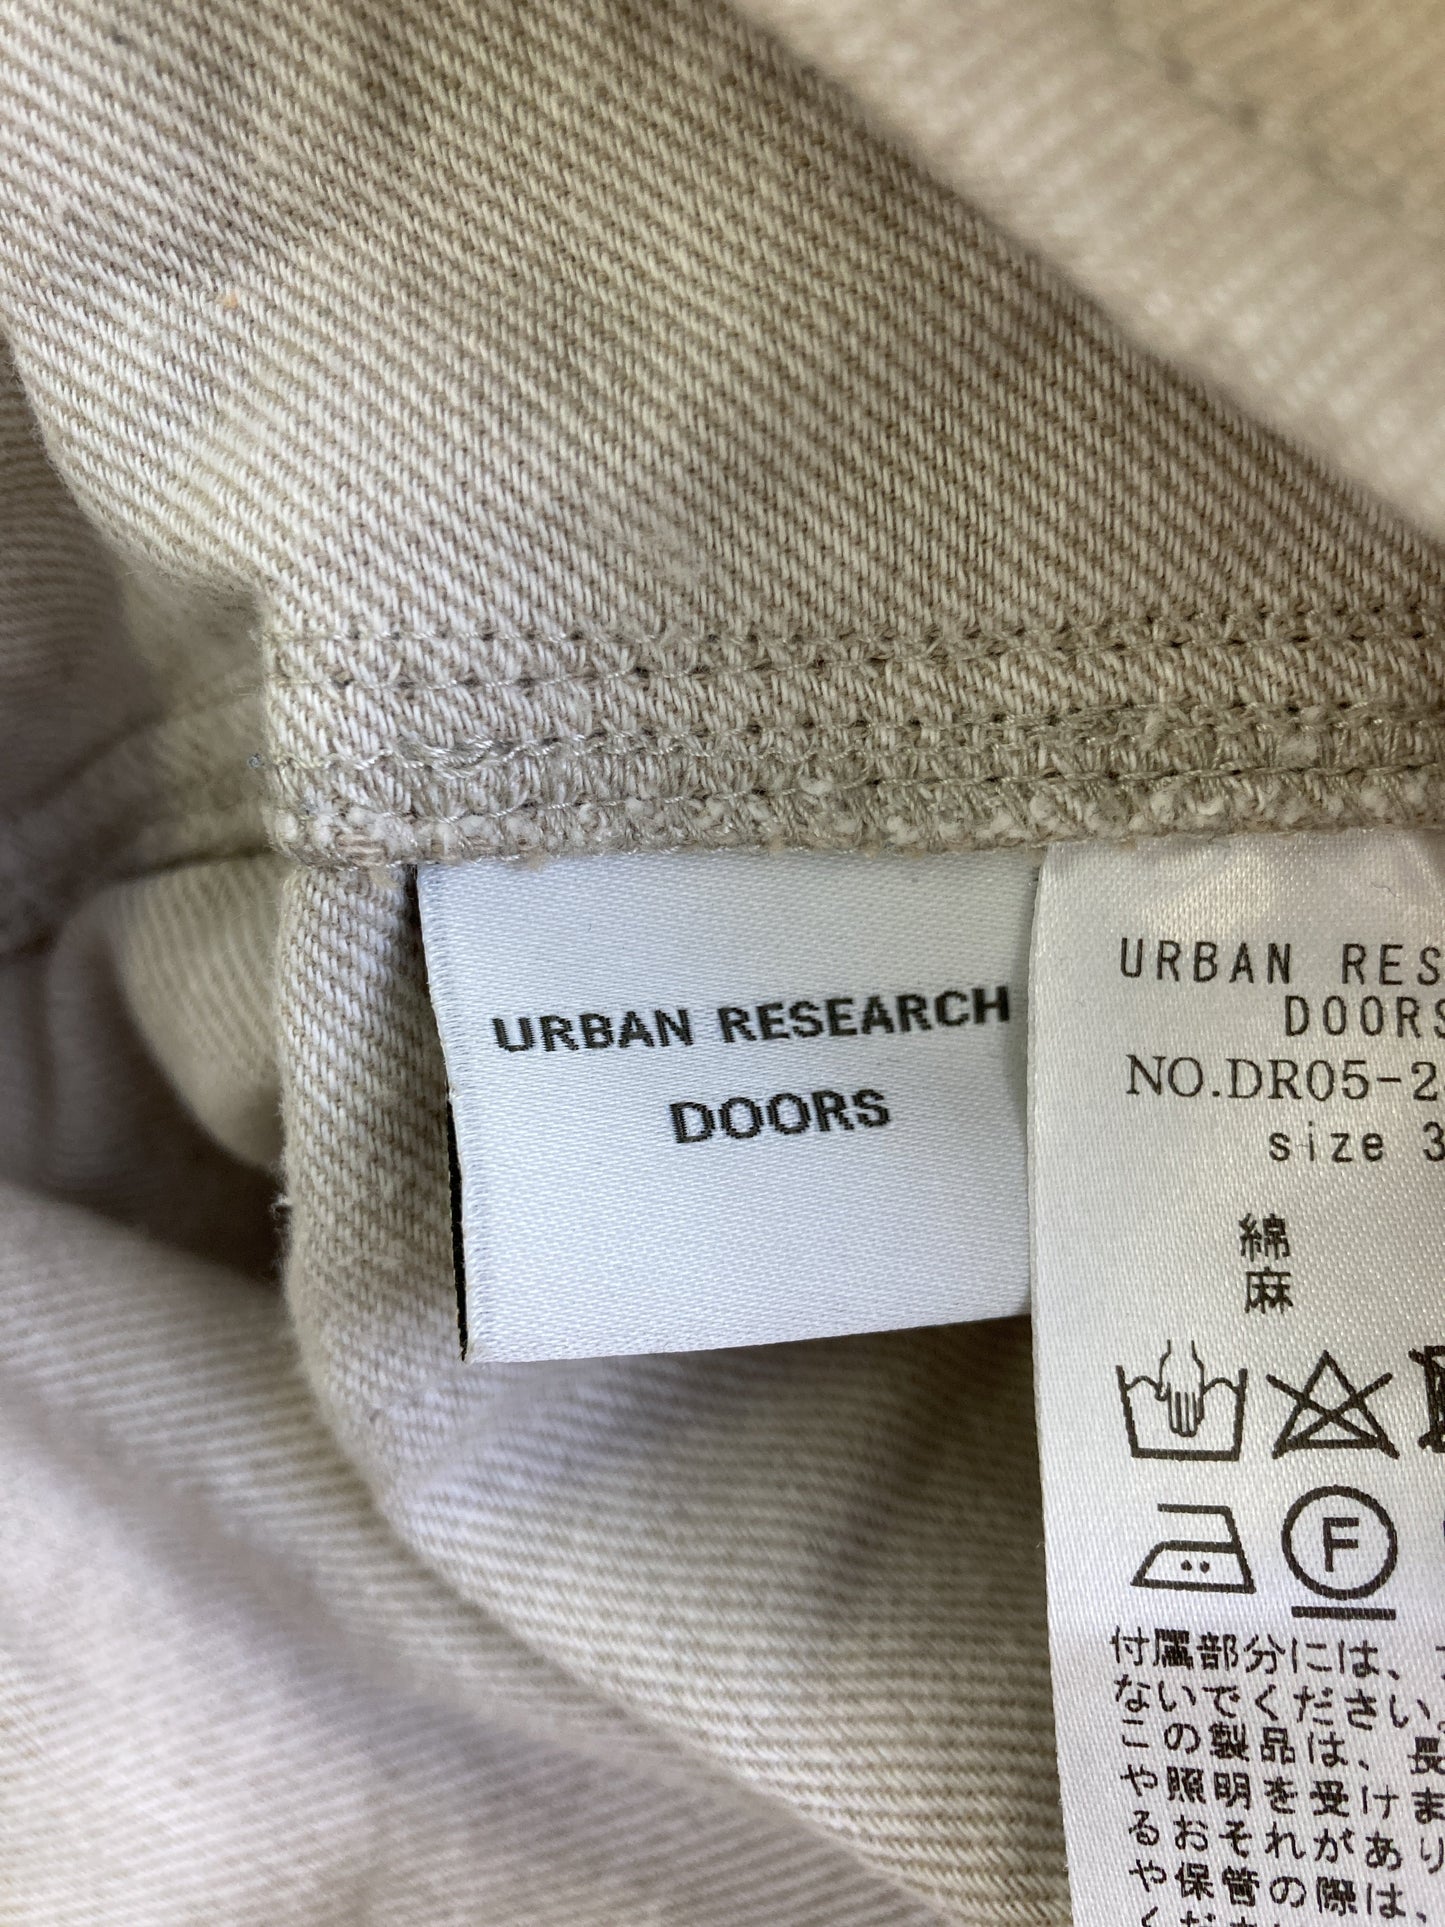 URBAN RESEARCH
DOORS
URBAN RES
DOORS
NO.DR05-2
size 3
綿
麻
F
付属部分には、
ないでください。
この製品は、長
や照明を受けま
るおそれがあり
や保管の際は、